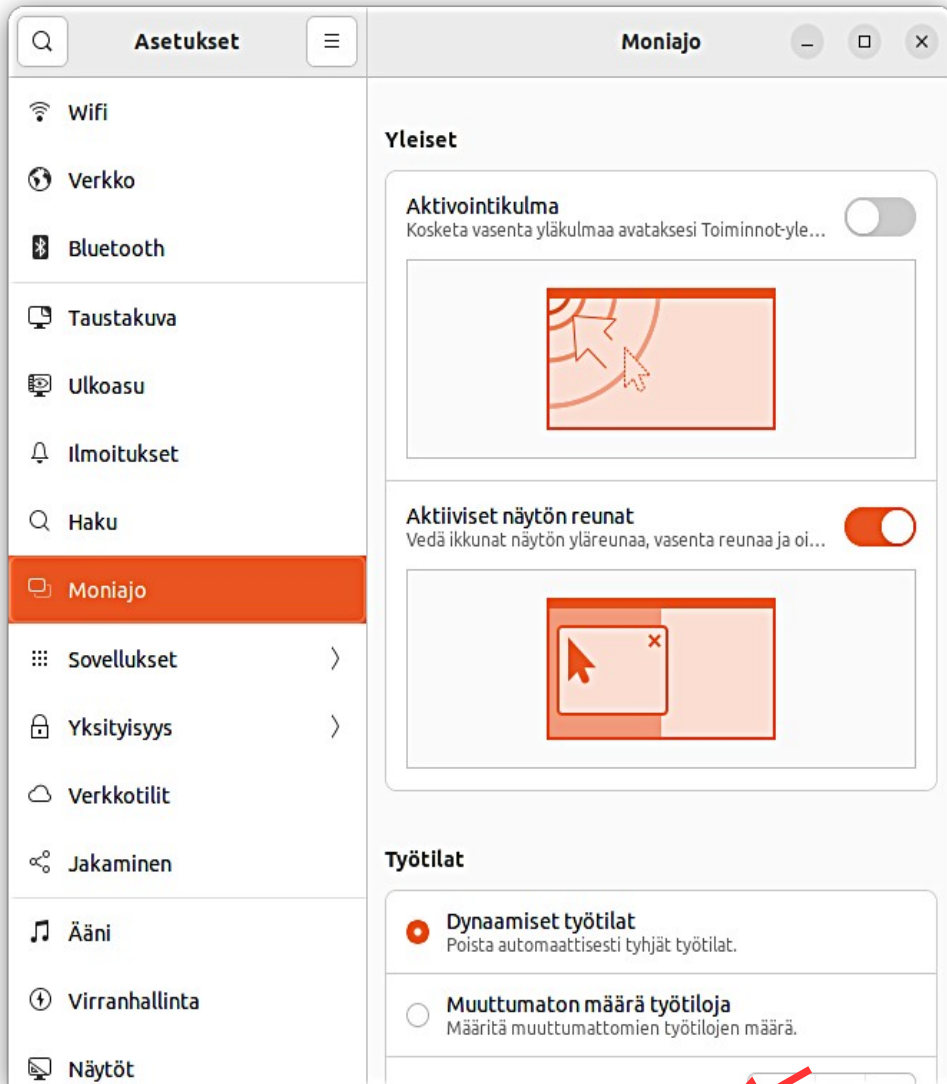 Asetukset
Moniajo
Wifi
Verkko
Bluetooth
Taustakuva
Ulkoasu
Ilmoitukset
Haku
Moniajo
Sovellukset
Yksityisyys
Verkkotilit
Jakaminen
Ääni
Virranhallinta
Näytöt
Yleiset
Aktivointikulma
Kosketa vasenta yläkulmaa avataksesi Toiminnot-yle...
Aktiiviset näytön reunat
Vedä ikkunat näytön yläreunaa, vasenta reunaa ja oi...
Työtilat
Dynaamiset työtilat
Poista automaattisesti tyhjät työtilat.
Muuttumaton määrä työtiloja
Määritä muuttumattomien työtilojen määrä.